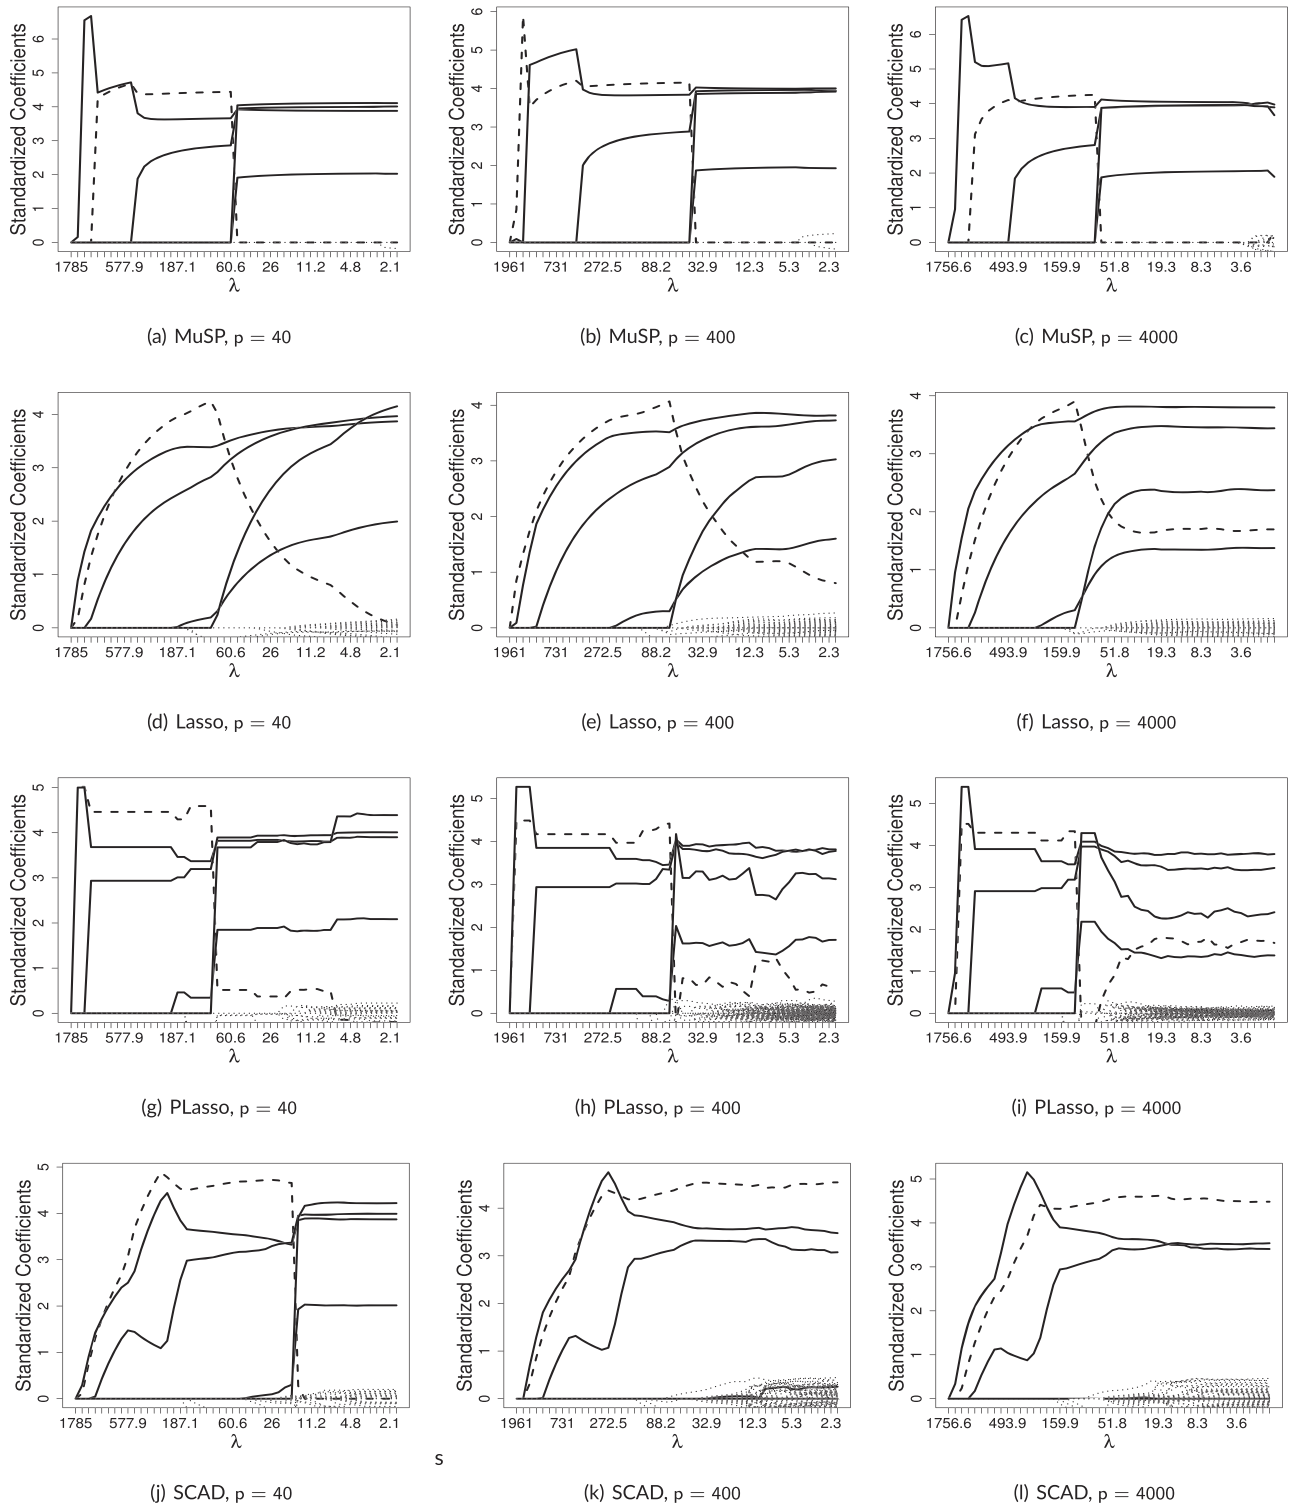 Standardized Coefficients
0 1 2 3 4 5 6
1785 577.9 187.1 60.6 26 11.2 4.8 2.1
λ
(a) MuSP, p = 40
Standardized Coefficients
0 1 2 3 4 5 6
1961 731 272.5 88.2 32.9 12.3 5.3 2.3
λ
(b) MuSP, p = 400
Standardized Coefficients
0 1 2 3 4 5 6
1756.6 493.9 159.9 51.8 19.3 8.3 3.6
λ
(c) MuSP, p = 4000
Standardized Coefficients
0 1 2 3 4
1785 577.9 187.1 60.6 26 11.2 4.8 2.1
λ
(d) Lasso, p = 40
Standardized Coefficients
0 1 2 3 4
1961 731 272.5 88.2 32.9 12.3 5.3 2.3
λ
(e) Lasso, p = 400
Standardized Coefficients
0 1 2 3 4
1756.6 493.9 159.9 51.8 19.3 8.3 3.6
λ
(f) Lasso, p = 4000
Standardized Coefficients
0 1 2 3 4 5
1785 577.9 187.1 60.6 26 11.2 4.8 2.1
λ
(g) PLasso, p = 40
Standardized Coefficients
0 1 2 3 4 5
1961 731 272.5 88.2 32.9 12.3 5.3 2.3
λ
(h) PLasso, p = 400
Standardized Coefficients
0 1 2 3 4 5
1756.6 493.9 159.9 51.8 19.3 8.3 3.6
λ
(i) PLasso, p = 4000
Standardized Coefficients
0 1 2 3 4 5
1785 577.9 187.1 60.6 26 11.2 4.8 2.1
λ
s
(j) SCAD, p = 40
Standardized Coefficients
0 1 2 3 4
1961 731 272.5 88.2 32.9 12.3 5.3 2.3
λ
(k) SCAD, p = 400
Standardized Coefficients
0 1 2 3 4 5
1756.6 493.9 159.9 51.8 19.3 8.3 3.6
λ
(l) SCAD, p = 4000